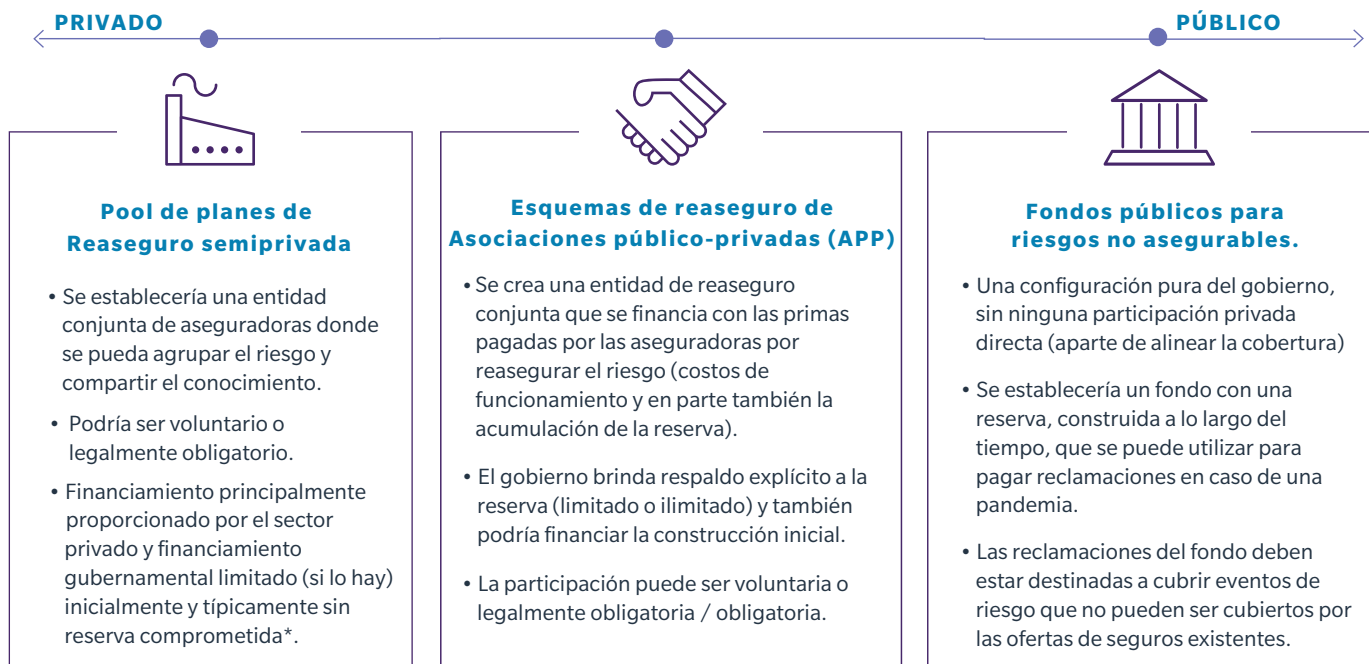 PRIVADO
PÚBLICO
Pool de planes de
Reaseguro semiprivada
• Se establecería una entidad
conjunta de aseguradoras donde
se pueda agrupar el riesgo y
compartir el conocimiento.
• Podría ser voluntario o
legalmente obligatorio.
• Financiamiento principalmente
proporcionado por el sector
privado y financiamiento
gubernamental limitado (si lo hay)
inicialmente y típicamente sin
reserva comprometida*.
Esquemas de reaseguro de
Asociaciones público-privadas (APP)
• Se crea una entidad de reaseguro
conjunta que se financia con las primas
pagadas por las aseguradoras por
reasegurar el riesgo (costos de
funcionamiento y en parte también la
acumulación de la reserva).
• El gobierno brinda respaldo explícito a la
reserva (limitado o ilimitado) y también
podría financiar la construcción inicial.
• La participación puede ser voluntaria o
legalmente obligatoria / obligatoria.
Fondos públicos para
riesgos no asegurables.
• Una configuración pura del gobierno,
sin ninguna participación privada
directa (aparte de alinear la cobertura)
• Se establecería un fondo con una
reserva, construida a lo largo del
tiempo, que se puede utilizar para
pagar reclamaciones en caso de una
pandemia.
• Las reclamaciones del fondo deben
estar destinadas a cubrir eventos de
riesgo que no pueden ser cubiertos por
las ofertas de seguros existentes.